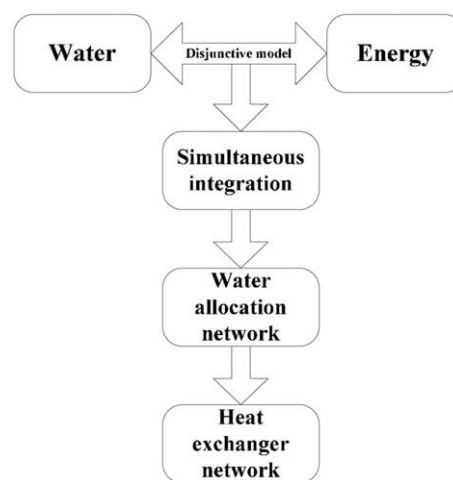 Water
Disjunctive model
Energy
Simultaneous
integration
Water
allocation
network
Heat
exchanger
network